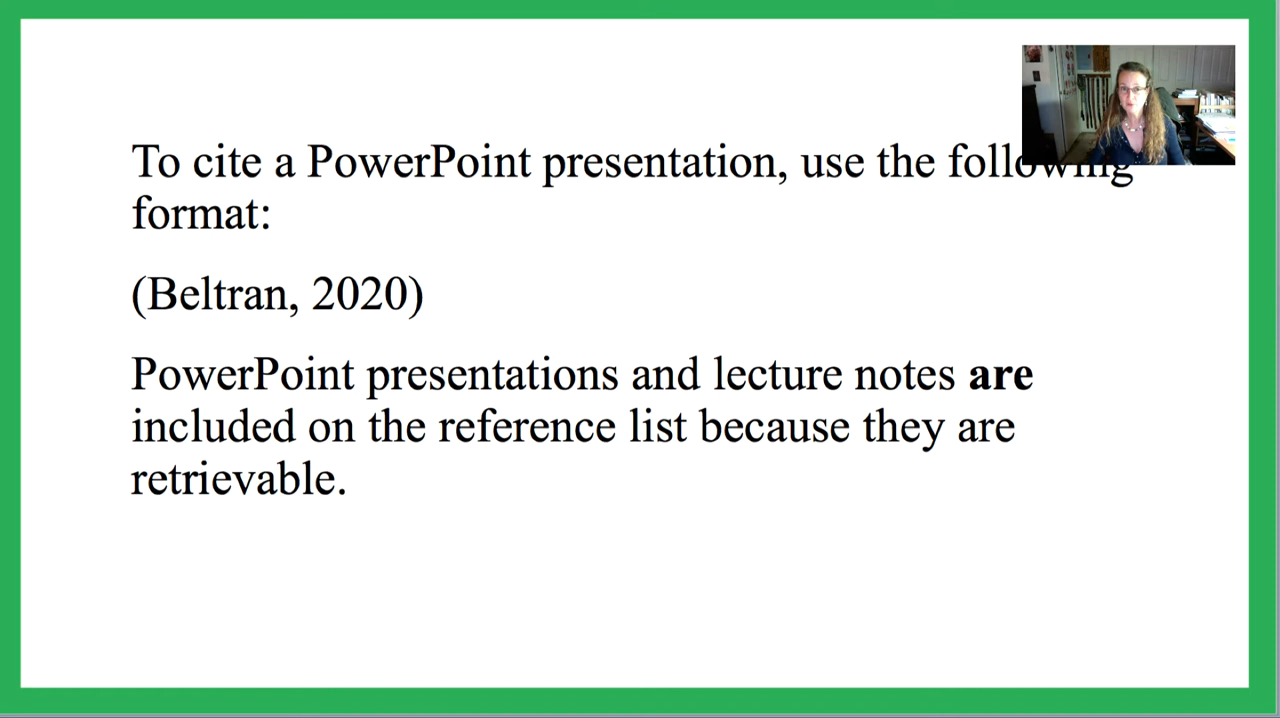 To cite a PowerPoint presentation, use the following
format:
(Beltran, 2020)
PowerPoint presentations and lecture notes are
included on the reference list because they are
retrievable.